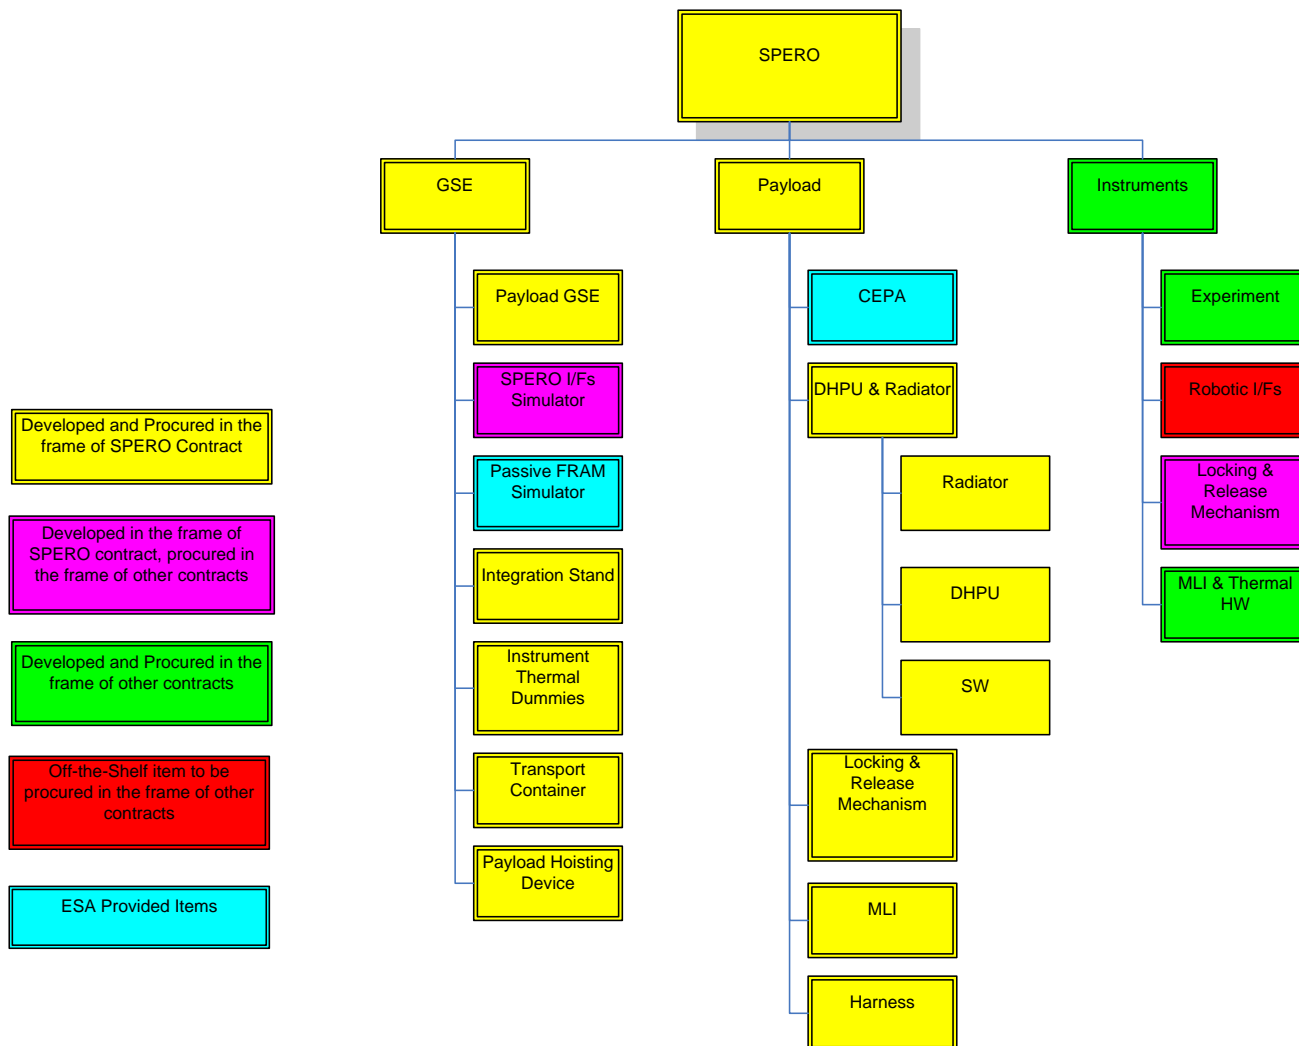 SPERO
GSE
Payload
Instruments
Payload GSE
SPERO I/Fs
Simulator
Passive FRAM
Simulator
Integration Stand
Instrument
Thermal
Dummies
Transport
Container
Payload Hoisting
Device
CEPA
DHPU & Radiator
Radiator
DHPU
SW
Locking &
Release
Mechanism
MLI
Harness
Experiment
Robotic I/Fs
Locking &
Release
Mechanism
MLI & Thermal
HW
Developed and Procured in the
frame of SPERO Contract
Developed in the frame of
SPERO contract, procured in
the frame of other contracts
Developed and Procured in the
frame of other contracts
Off-the-Shelf item to be
procured in the frame of other
contracts
ESA Provided Items